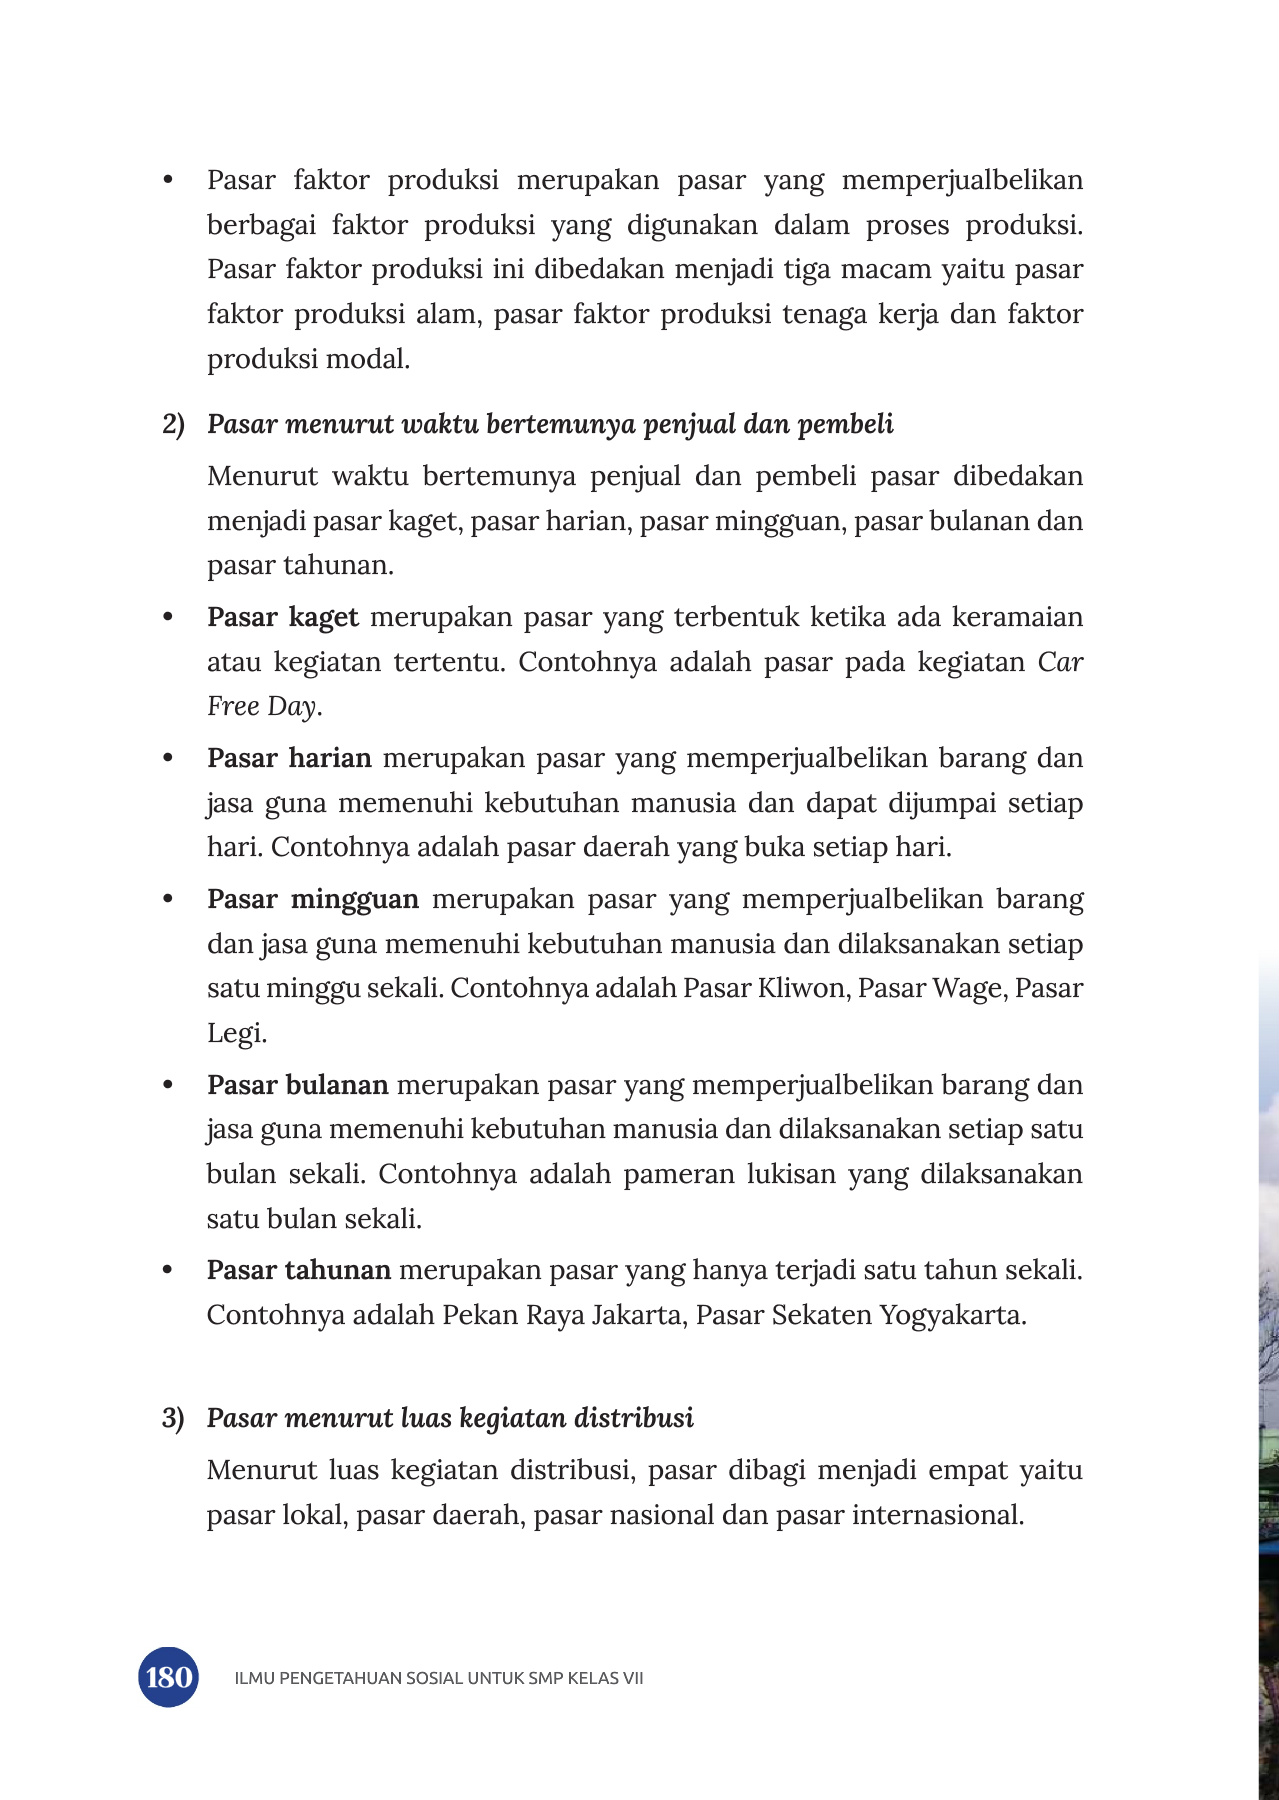 • Pasar faktor produksi merupakan pasar yang memperjualbelikan
berbagai faktor produksi yang digunakan dalam proses produksi.
Pasar faktor produksi ini dibedakan menjadi tiga macam yaitu pasar
faktor produksi alam, pasar faktor produksi tenaga kerja dan faktor
produksi modal.
2) Pasar menurut waktu bertemunya penjual dan pembeli
Menurut waktu bertemunya penjual dan pembeli pasar dibedakan
menjadi pasar kaget, pasar harian, pasar mingguan, pasar bulanan dan
pasar tahunan.
• Pasar kaget merupakan pasar yang terbentuk ketika ada keramaian
atau kegiatan tertentu. Contohnya adalah pasar pada kegiatan Car
Free Day.
• Pasar harian merupakan pasar yang memperjualbelikan barang dan
jasa guna memenuhi kebutuhan manusia dan dapat dijumpai setiap
hari. Contohnya adalah pasar daerah yang buka setiap hari.
• Pasar mingguan merupakan pasar yang memperjualbelikan barang
dan jasa guna memenuhi kebutuhan manusia dan dilaksanakan setiap
satu minggu sekali. Contohnya adalah Pasar Kliwon, Pasar Wage, Pasar
Legi.
• Pasar bulanan merupakan pasar yang memperjualbelikan barang dan
jasa guna memenuhi kebutuhan manusia dan dilaksanakan setiap satu
bulan sekali. Contohnya adalah pameran lukisan yang dilaksanakan
satu bulan sekali.
• Pasar tahunan merupakan pasar yang hanya terjadi satu tahun sekali.
Contohnya adalah Pekan Raya Jakarta, Pasar Sekaten Yogyakarta.
3) Pasar menurut luas kegiatan distribusi
Menurut luas kegiatan distribusi, pasar dibagi menjadi empat yaitu
pasar lokal, pasar daerah, pasar nasional dan pasar internasional.
180 ILMU PENGETAHUAN SOSIAL UNTUK SMP KELAS VII